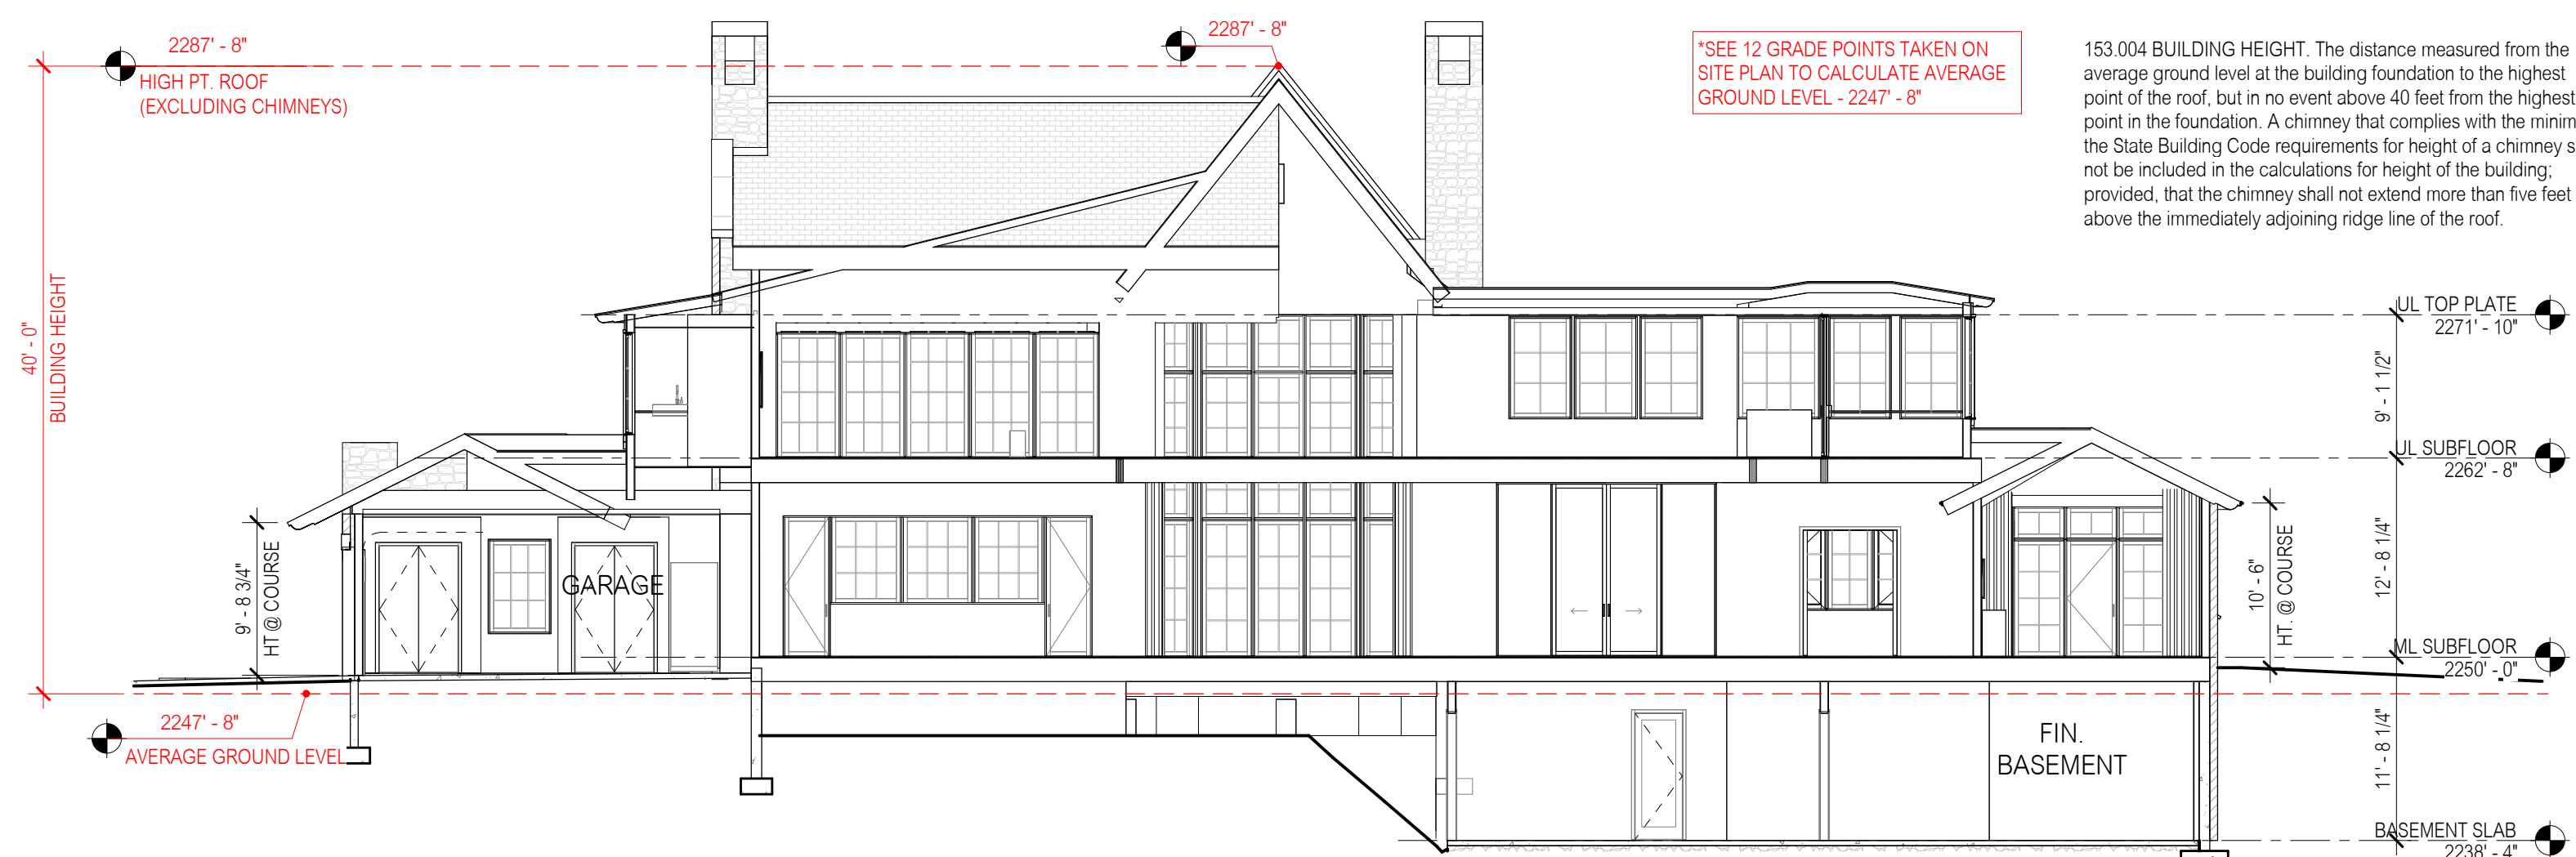 2287' - 8"
HIGH PT. ROOF
(EXCLUDING CHIMNEYS)
2287' - 8"
*SEE 12 GRADE POINTS TAKEN ON
SITE PLAN TO CALCULATE AVERAGE
GROUND LEVEL - 2247' - 8"
153.004 BUILDING HEIGHT. The distance measured from the
average ground level at the building foundation to the highest
point of the roof, but in no event above 40 feet from the highest
point in the foundation. A chimney that complies with the minim
the State Building Code requirements for height of a chimney s
not be included in the calculations for height of the building;
provided, that the chimney shall not extend more than five feet
above the immediately adjoining ridge line of the roof.
40' - 0"
BUILDING HEIGHT
UL TOP PLATE
2271' - 10"
9' - 1 1/2"
UL SUBFLOOR
2262' - 8"
9' - 8 3/4"
HT @ COURSE
GARAGE
10' - 6"
HT. @ COURSE
12' - 8 1/4"
ML SUBFLOOR
2250' - 0"
2247' - 8"
AVERAGE GROUND LEVEL
FIN.
BASEMENT
11' - 8 1/4"
BASEMENT SLAB
2238' - 4"